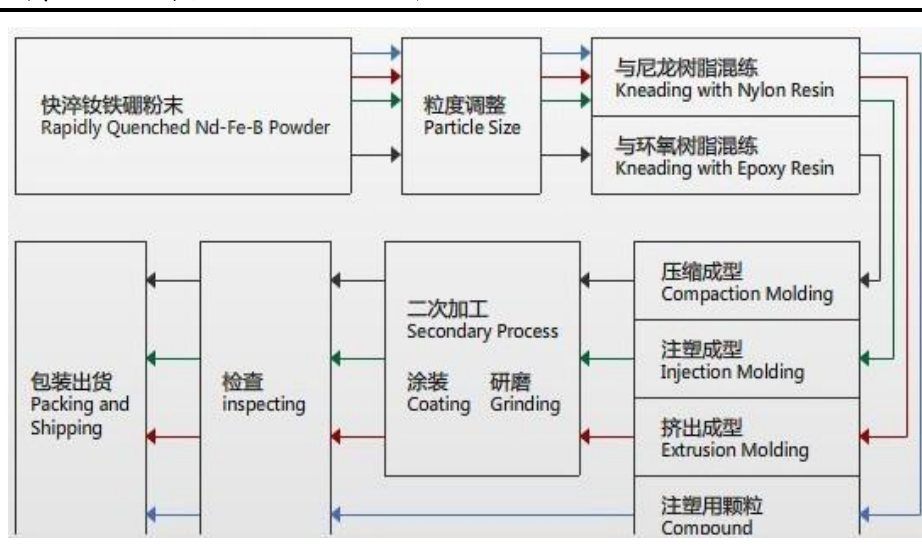 快淬钕铁硼粉末
Rapidly Quenched Nd-Fe-B Powder
粒度调整
Particle Size
与尼龙树脂混练
Kneading with Nylon Resin
与环氧树脂混练
Kneading with Epoxy Resin
压缩成型
Compaction Molding
注塑成型
Injection Molding
挤出成型
Extrusion Molding
注塑用颗粒
Compound
二次加工
Secondary Process
涂装 研磨
Coating Grinding
检查
inspecting
包装出货
Packing and
Shipping